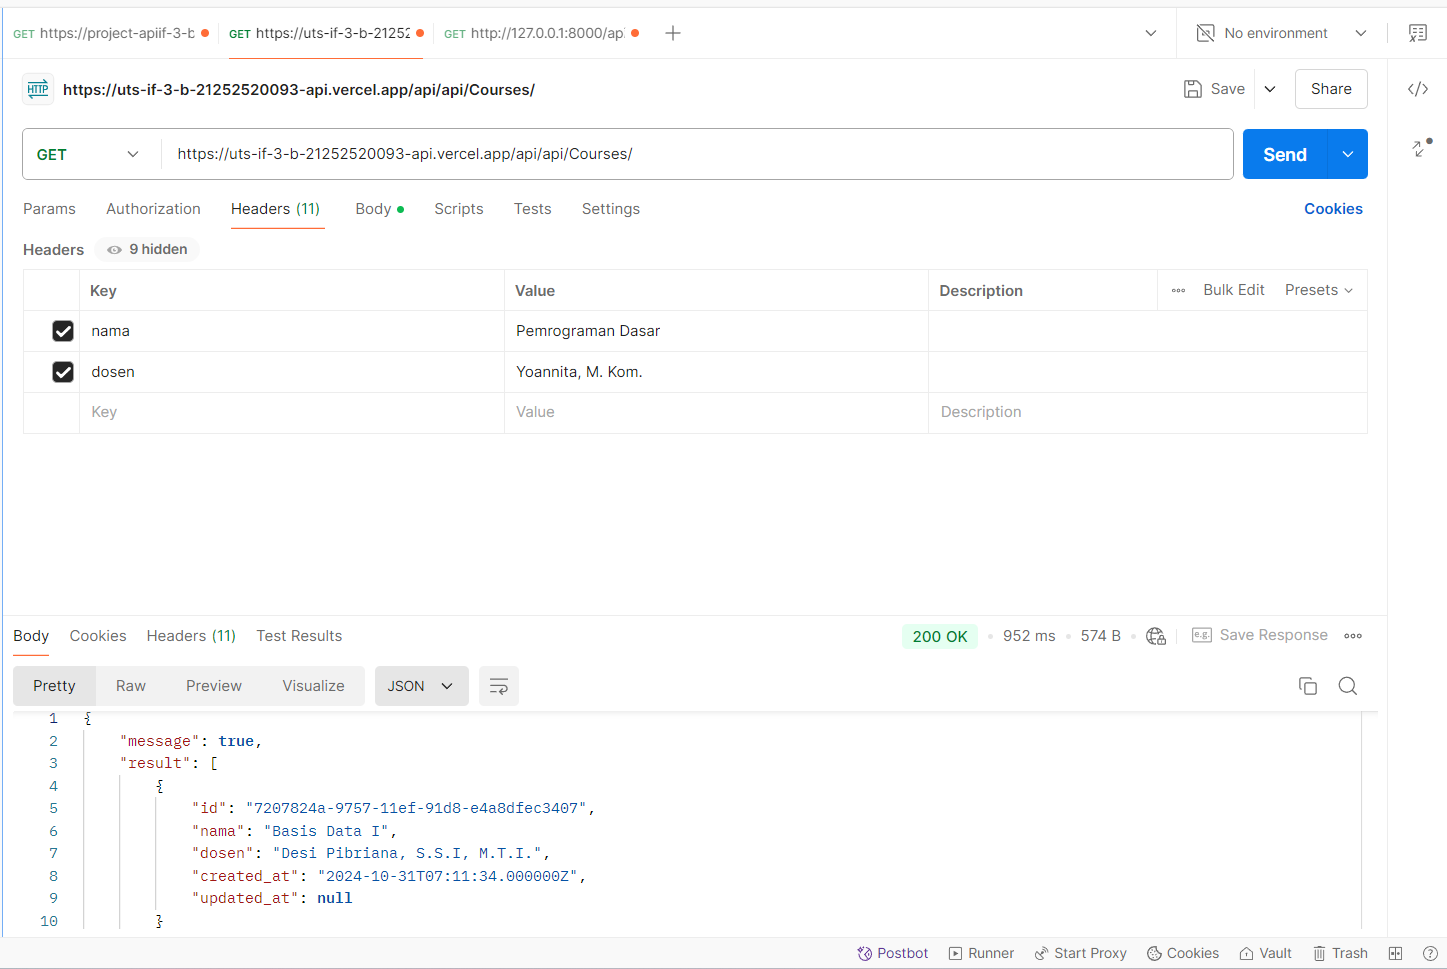 GET https://project-apiif-3-b
GET https://uts-if-3-b-2125
GET http://127.0.0.1:8000/ap
No environment
HTTP https://uts-if-3-b-21252520093-api.vercel.app/api/api/Courses/
Save
Share
GET https://uts-if-3-b-21252520093-api.vercel.app/api/api/Courses/
Send
Params Authorization Headers (11) Body Scripts Tests Settings Cookies
Headers 9 hidden
Key Value Description Bulk Edit Presets
nama Pemrograman Dasar
dosen Yoannita, M. Kom.
Key Value Description
Body Cookies Headers (11) Test Results 200 OK 952 ms 574 B e.g. Save Response
Pretty Raw Preview Visualize JSON
1 {
2 "message": true,
3 "result": [
4 {
5 "id": "7207824a-9757-11ef-91d8-e4a8dfec3407",
6 "nama": "Basis Data I",
7 "dosen": "Desi Pibriana, S.S.I, M.T.I.",
8 "created_at": "2024-10-31T07:11:34.000000Z",
9 "updated_at": null
10 }
Postbot Runner Start Proxy Cookies Vault Trash